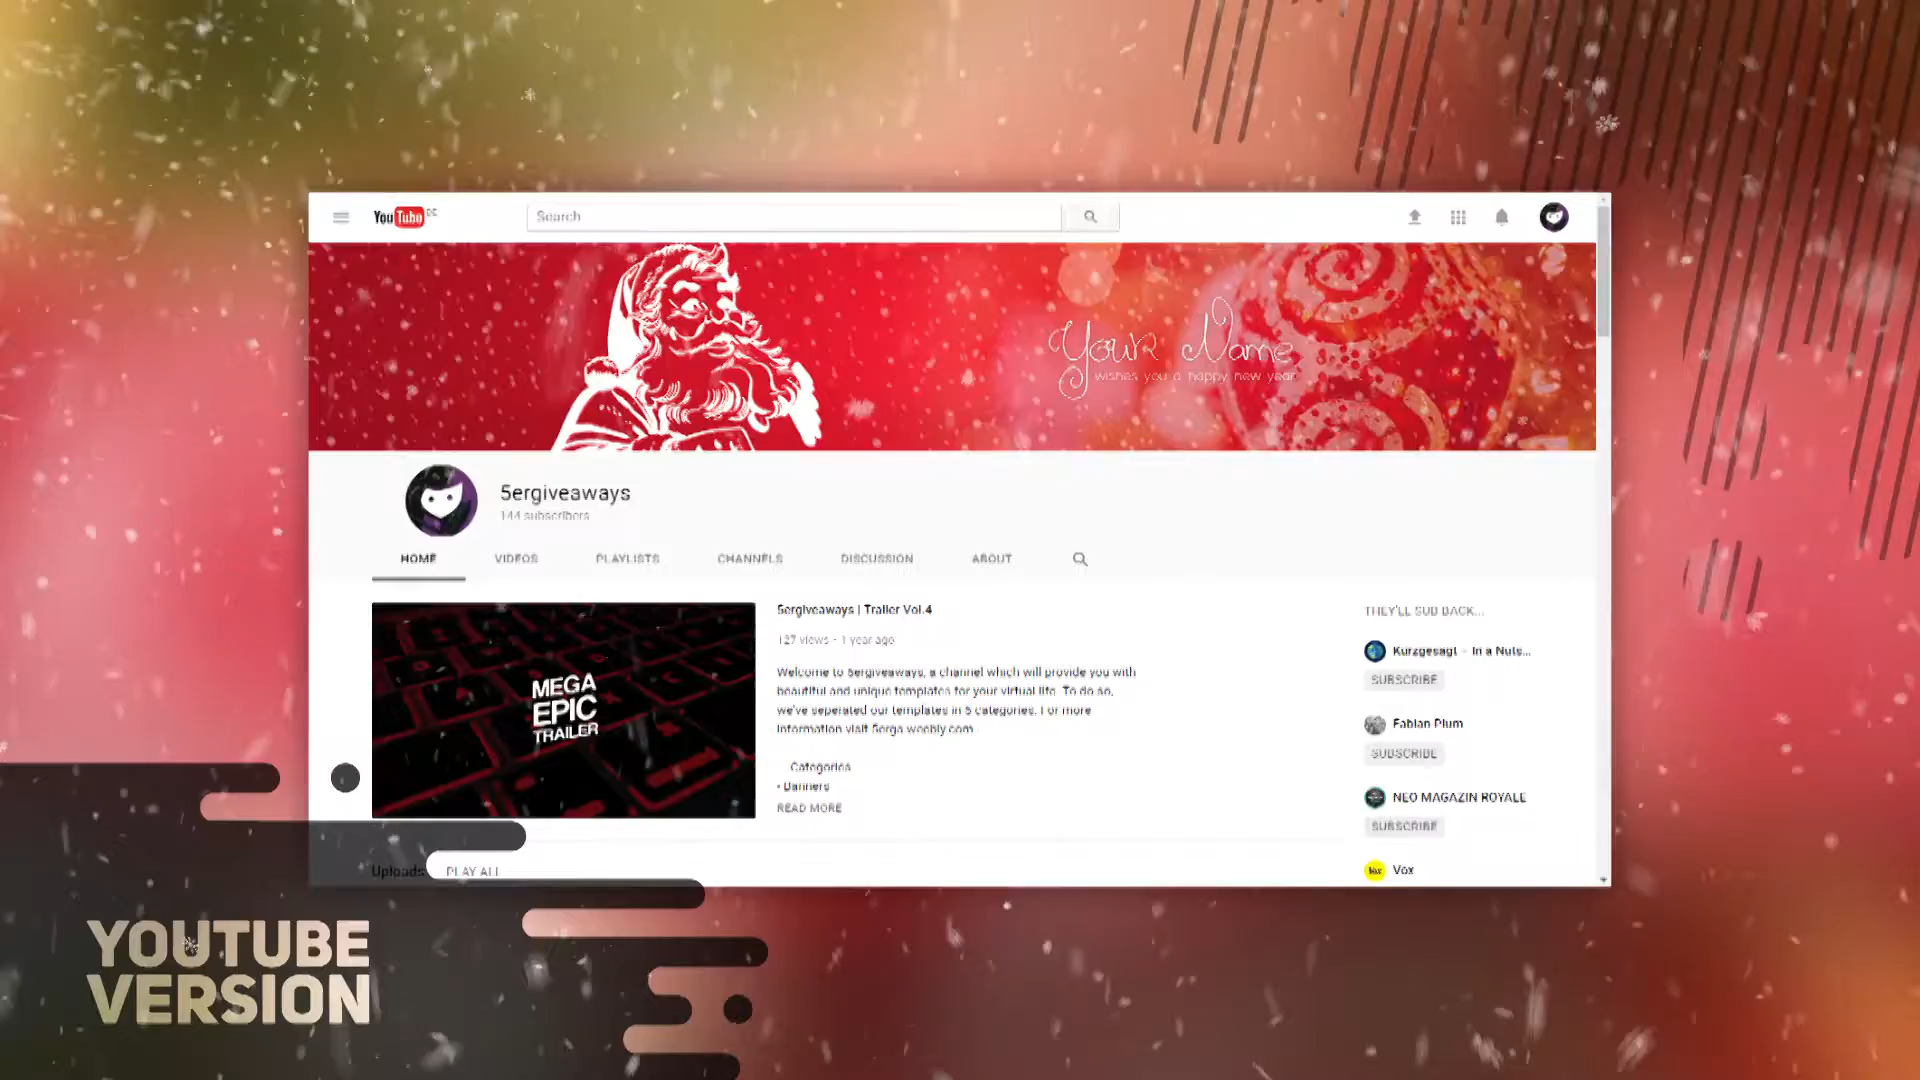 YouTube DE
Search
Your Name
wishes you a happy new year
5ergiveaways
144 subscribers
HOME VIDEOS PLAYLISTS CHANNELS DISCUSSION ABOUT
MEGA
EPIC
TRAILER
5ergiveaways | Trailer Vol.4
127 views - 1 year ago
Welcome to 5ergiveaways, a channel which will provide you with
beautiful and unique templates for your virtual life. To do so,
we've seperated our templates in 5 categories. For more
information visit 5erga.weebly.com
Categories
• Banners
READ MORE
THEY'LL SUB BACK...
Kurzgesagt – In a Nuts...
SUBSCRIBE
Fabian Plum
SUBSCRIBE
NEO MAGAZIN ROYALE
SUBSCRIBE
Vox
Vox
Uploads PLAY ALL
YOUTUBE
VERSION